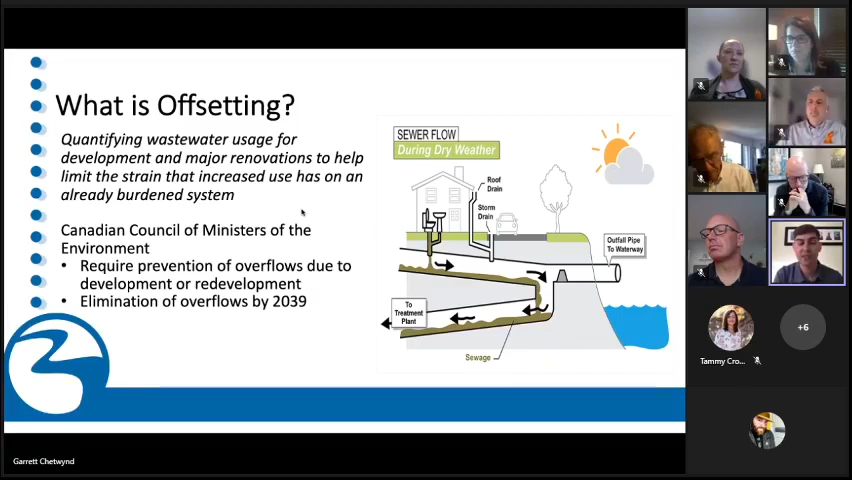 What is Offsetting?
Quantifying wastewater usage for
development and major renovations to help
limit the strain that increased use has on an
already burdened system
Canadian Council of Ministers of the
Environment
• Require prevention of overflows due to
development or redevelopment
• Elimination of overflows by 2039
SEWER FLOW
During Dry Weather
Roof
Drain
Storm
Drain
Outfall Pipe
To Waterway
To
Treatment
Plant
Sewage
Tammy Cro...
+6
Garrett Chetwynd